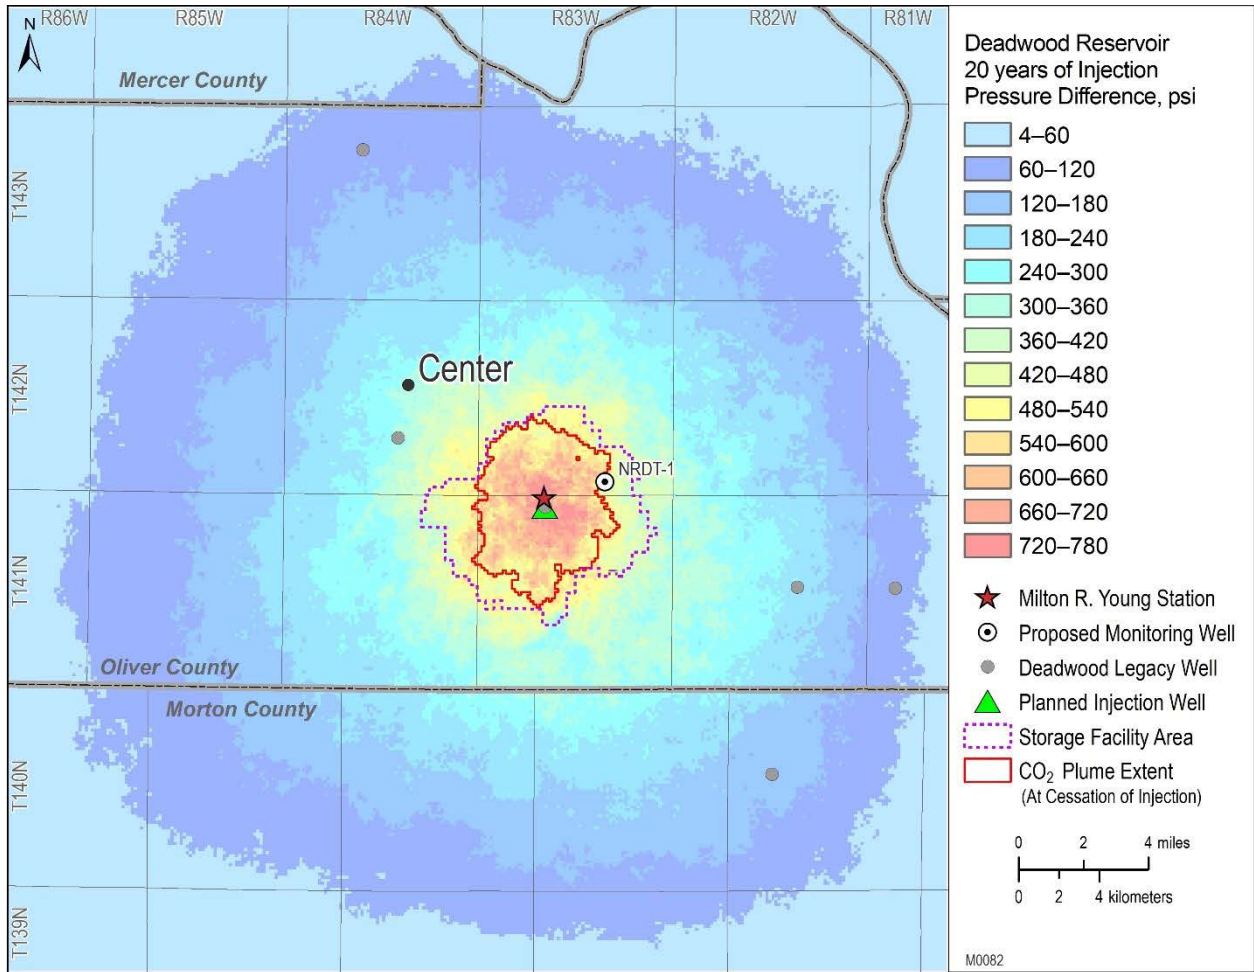 R86W
R85W
R84W
R83W
R82W
R81W
N
Mercer County
T143N
Center
T142N
NRDT-1
T141N
Oliver County
Morton County
T140N
T139N
Deadwood Reservoir
20 years of Injection
Pressure Difference, psi
4–60
60–120
120–180
180–240
240–300
300–360
360–420
420–480
480–540
540–600
600–660
660–720
720–780
Milton R. Young Station
Proposed Monitoring Well
Deadwood Legacy Well
Planned Injection Well
Storage Facility Area
CO₂ Plume Extent
(At Cessation of Injection)
0 2 4 miles
0 2 4 kilometers
M0082